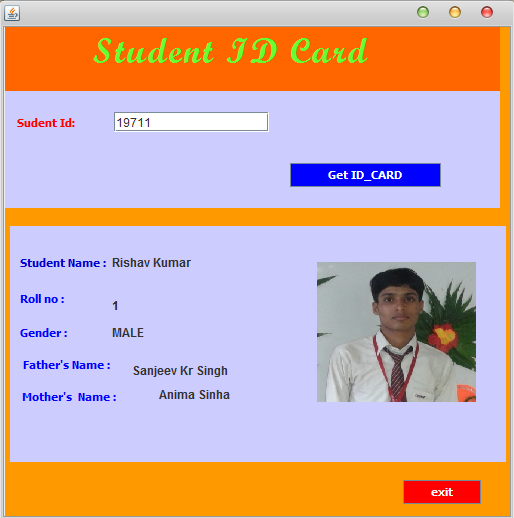 Student ID Card
Sudent Id: 19711
Get ID_CARD
Student Name : Rishav Kumar
Roll no : 1
Gender : MALE
Father's Name : Sanjeev Kr Singh
Mother's Name : Anima Sinha
exit